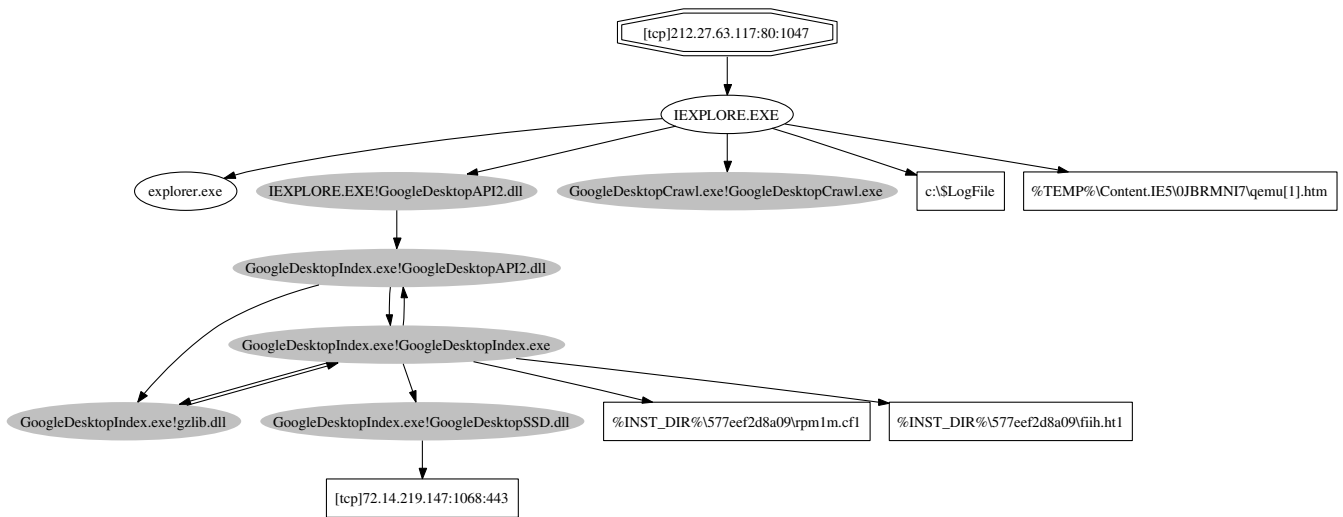 [tcp]212.27.63.117:80:1047
IEXPLORE.EXE
explorer.exe
IEXPLORE.EXE!GoogleDesktopAPI2.dll
GoogleDesktopCrawl.exe!GoogleDesktopCrawl.exe
c:\$LogFile
%TEMP%\Content.IE5\0JBRMNI7\qemu[1].htm
GoogleDesktopIndex.exe!GoogleDesktopAPI2.dll
GoogleDesktopIndex.exe!GoogleDesktopIndex.exe
GoogleDesktopIndex.exe!gzlib.dll
GoogleDesktopIndex.exe!GoogleDesktopSSD.dll
%INST_DIR%\577eef2d8a09\rpm1m.cf1
%INST_DIR%\577eef2d8a09\fiih.ht1
[tcp]72.14.219.147:1068:443